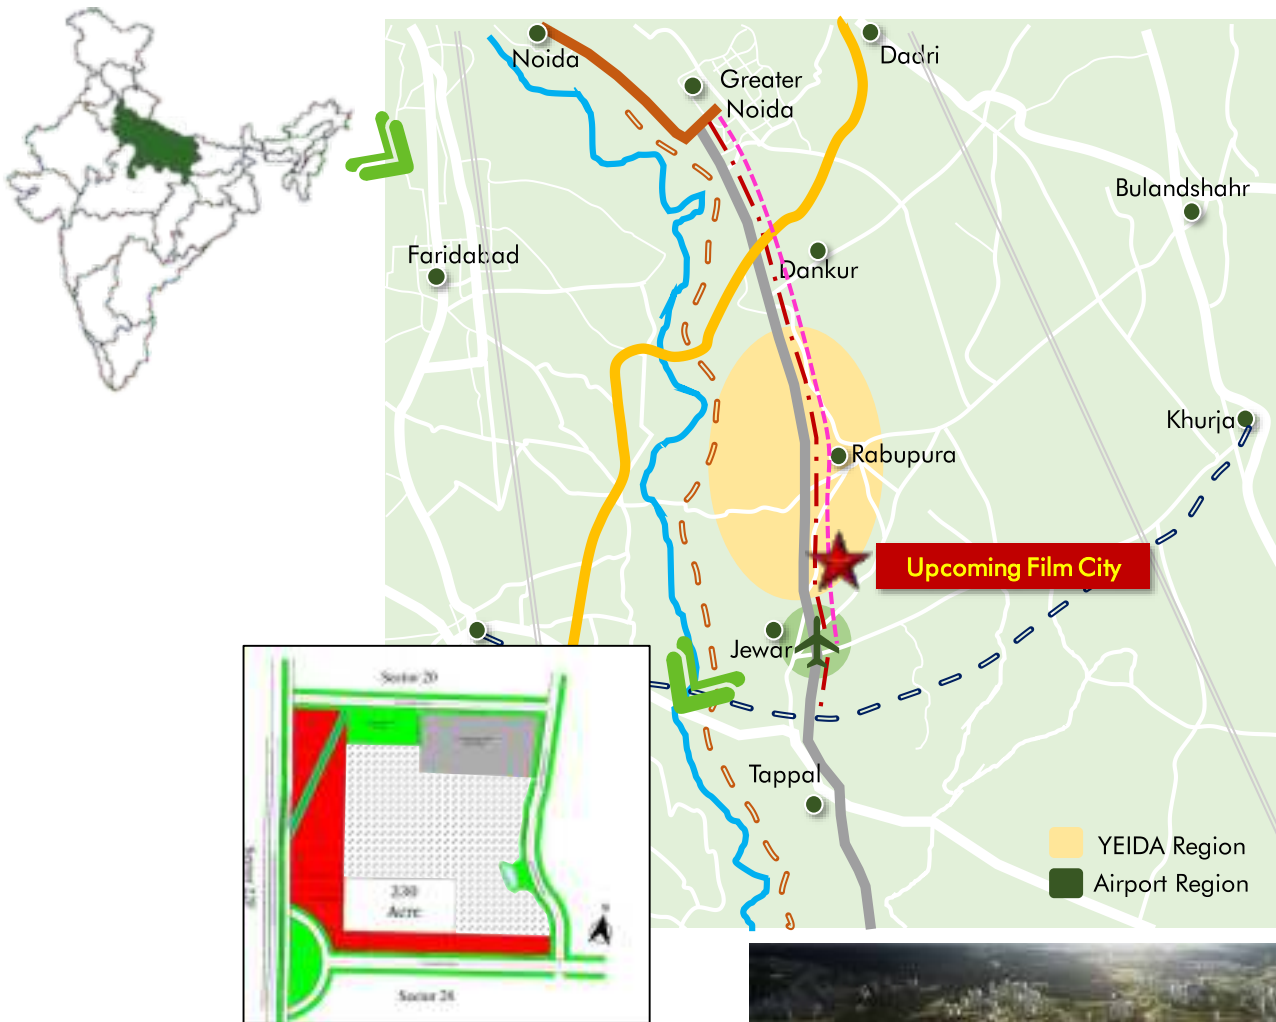 Noida
Dadri
Greater
Noida
Bulandshahr
Faridabad
Dankur
Khurja
Rabupura
Upcoming Film City
Jewar
Sector 20
Tappal
YEIDA Region
Airport Region
230
Acre
N
Sector 28